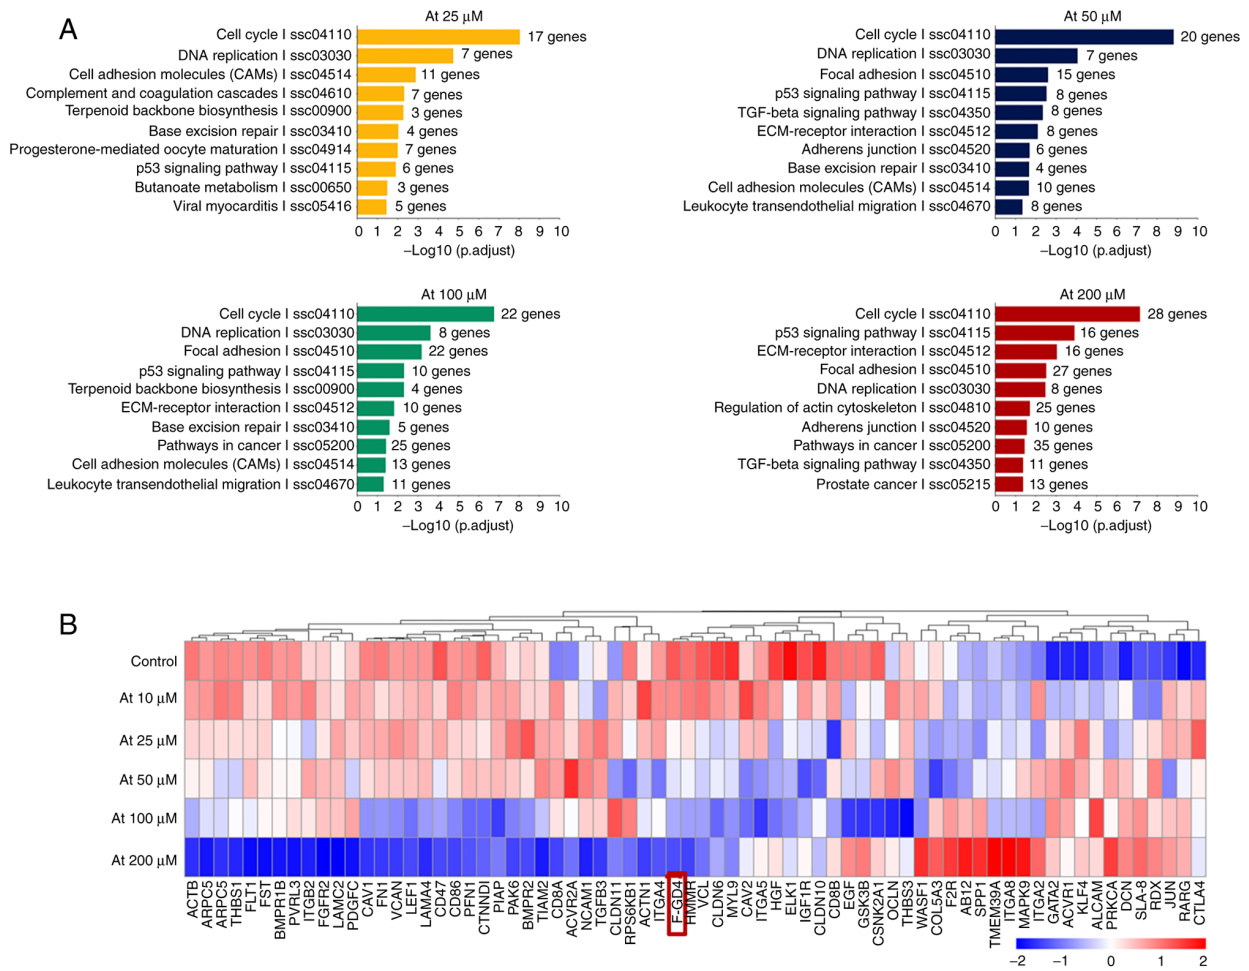 A
At 25 µM
Cell cycle I ssc04110 17 genes
DNA replication I ssc03030 7 genes
Cell adhesion molecules (CAMs) I ssc04514 11 genes
Complement and coagulation cascades I ssc04610 7 genes
Terpenoid backbone biosynthesis I ssc00900 3 genes
Base excision repair I ssc03410 4 genes
Progesterone-mediated oocyte maturation I ssc04914 7 genes
p53 signaling pathway I ssc04115 6 genes
Butanoate metabolism I ssc00650 3 genes
Viral myocarditis I ssc05416 5 genes
0 1 2 3 4 5 6 7 8 9 10
–Log10 (p.adjust)
At 50 µM
Cell cycle I ssc04110 20 genes
DNA replication I ssc03030 7 genes
Focal adhesion I ssc04510 15 genes
p53 signaling pathway I ssc04115 8 genes
TGF-beta signaling pathway I ssc04350 8 genes
ECM-receptor interaction I ssc04512 8 genes
Adherens junction I ssc04520 6 genes
Base excision repair I ssc03410 4 genes
Cell adhesion molecules (CAMs) I ssc04514 10 genes
Leukocyte transendothelial migration I ssc04670 8 genes
0 1 2 3 4 5 6 7 8 9 10
–Log10 (p.adjust)
At 100 µM
Cell cycle I ssc04110 22 genes
DNA replication I ssc03030 8 genes
Focal adhesion I ssc04510 22 genes
p53 signaling pathway I ssc04115 10 genes
Terpenoid backbone biosynthesis I ssc00900 4 genes
ECM-receptor interaction I ssc04512 10 genes
Base excision repair I ssc03410 5 genes
Pathways in cancer I ssc05200 25 genes
Cell adhesion molecules (CAMs) I ssc04514 13 genes
Leukocyte transendothelial migration I ssc04670 11 genes
0 1 2 3 4 5 6 7 8 9 10
–Log10 (p.adjust)
At 200 µM
Cell cycle I ssc04110 28 genes
p53 signaling pathway I ssc04115 16 genes
ECM-receptor interaction I ssc04512 16 genes
Focal adhesion I ssc04510 27 genes
DNA replication I ssc03030 8 genes
Regulation of actin cytoskeleton I ssc04810 25 genes
Adherens junction I ssc04520 10 genes
Pathways in cancer I ssc05200 35 genes
TGF-beta signaling pathway I ssc04350 11 genes
Prostate cancer I ssc05215 13 genes
0 1 2 3 4 5 6 7 8 9 10
–Log10 (p.adjust)
B
Control
At 10 µM
At 25 µM
At 50 µM
At 100 µM
At 200 µM
ACTB
ARPC5
ARPC5
THBS1
FLT1
FST
BMPR1B
PVRL3
ITGB2
FGFR2
LAMC2
PDGFC
CAV1
FN1
VCAN
LEF1
LAMA4
CD47
CD86
PFN1
CTNNDI
PIAP
PAK6
BMPR2
TIAM2
CD8A
ACVR2A
NCAM1
TGFB3
CLDN11
RPS6KB1
ACTN1
ITGA4
F-GD4
HMMR
VCL
CLDN6
MYL9
CAV2
ITGA5
HGF
ELK1
IGF1R
CLDN10
CD8B
EGF
GSK3B
CSNK2A1
OCLN
THBS3
WASF1
COL5A3
F2R
AB12
SPP1
TMEM39A
ITGA8
MAPK9
ITGA2
GATA2
ACVR1
KLF4
ALCAM
PRKCA
DCN
SLA-8
RDX
JUN
RARG
CTLA4
–2 –1 0 1 2